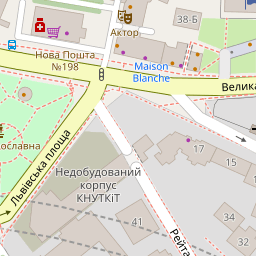 38-Б
Актор
Нова Пошта
№198
Maison
Blanche
Велика
ославна
Львівська площа
17
15
Недобудований
корпус
КНУТКіТ
41
34
32
Рейта